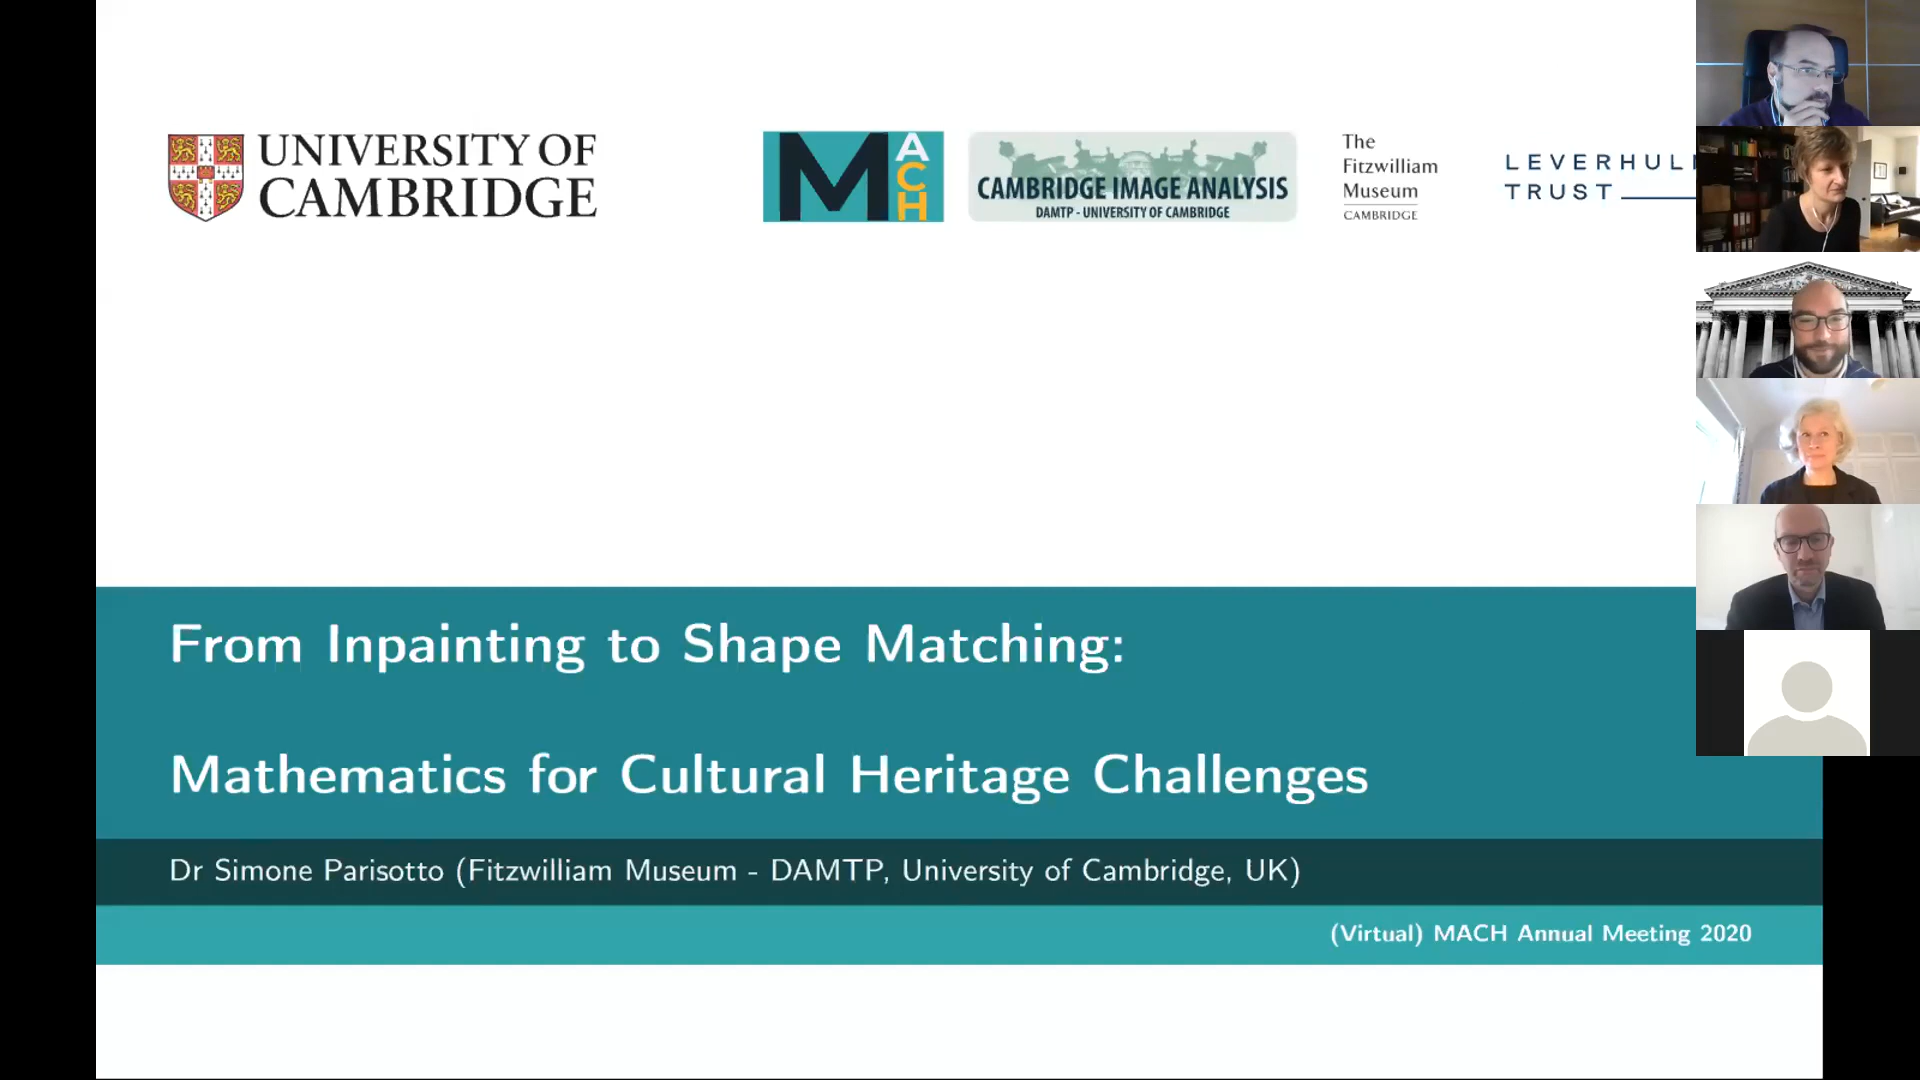 UNIVERSITY OF
CAMBRIDGE
MACH
CAMBRIDGE IMAGE ANALYSIS
DAMTP - UNIVERSITY OF CAMBRIDGE
The
Fitzwilliam
Museum
CAMBRIDGE
LEVERHUL
TRUST
From Inpainting to Shape Matching:
Mathematics for Cultural Heritage Challenges
Dr Simone Parisotto (Fitzwilliam Museum - DAMTP, University of Cambridge, UK)
(Virtual) MACH Annual Meeting 2020